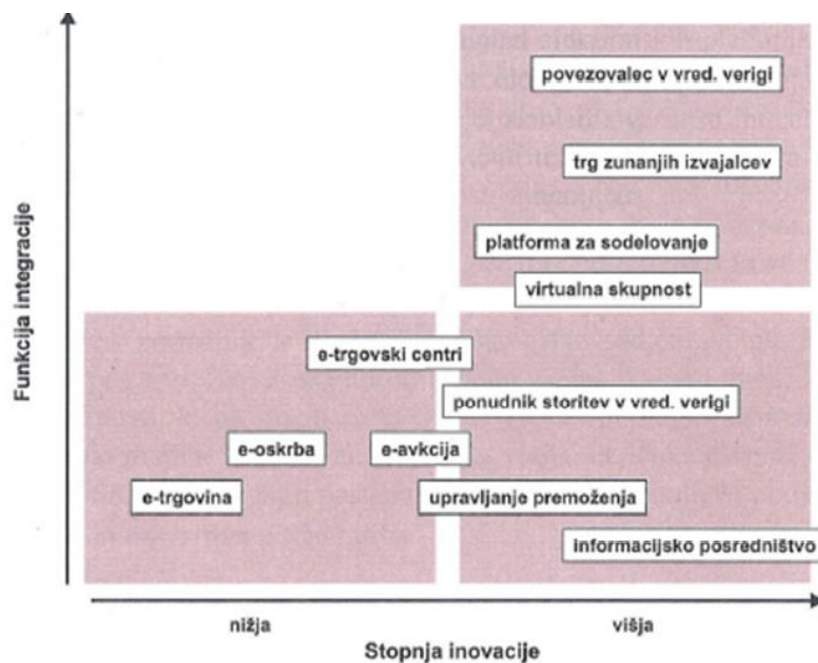 povezovalec v vred. verigi
trg zunanjih izvajalcev
platforma za sodelovanje
virtualna skupnost
e-trgovski centri
ponudnik storitev v vred. verigi
e-oskrba
e-avkcija
e-trgovina
upravljanje premoženja
informacijsko posredništvo
Funkcija integracije
nižja
višja
Stopnja inovacije